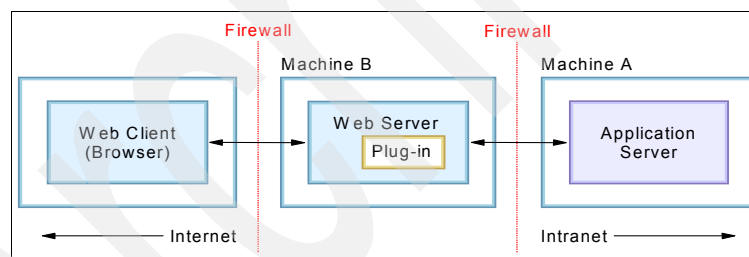 Firewall
Firewall
Machine B
Machine A
Web Client
(Browser)
Web Server
Plug-in
Application
Server
Internet
Intranet